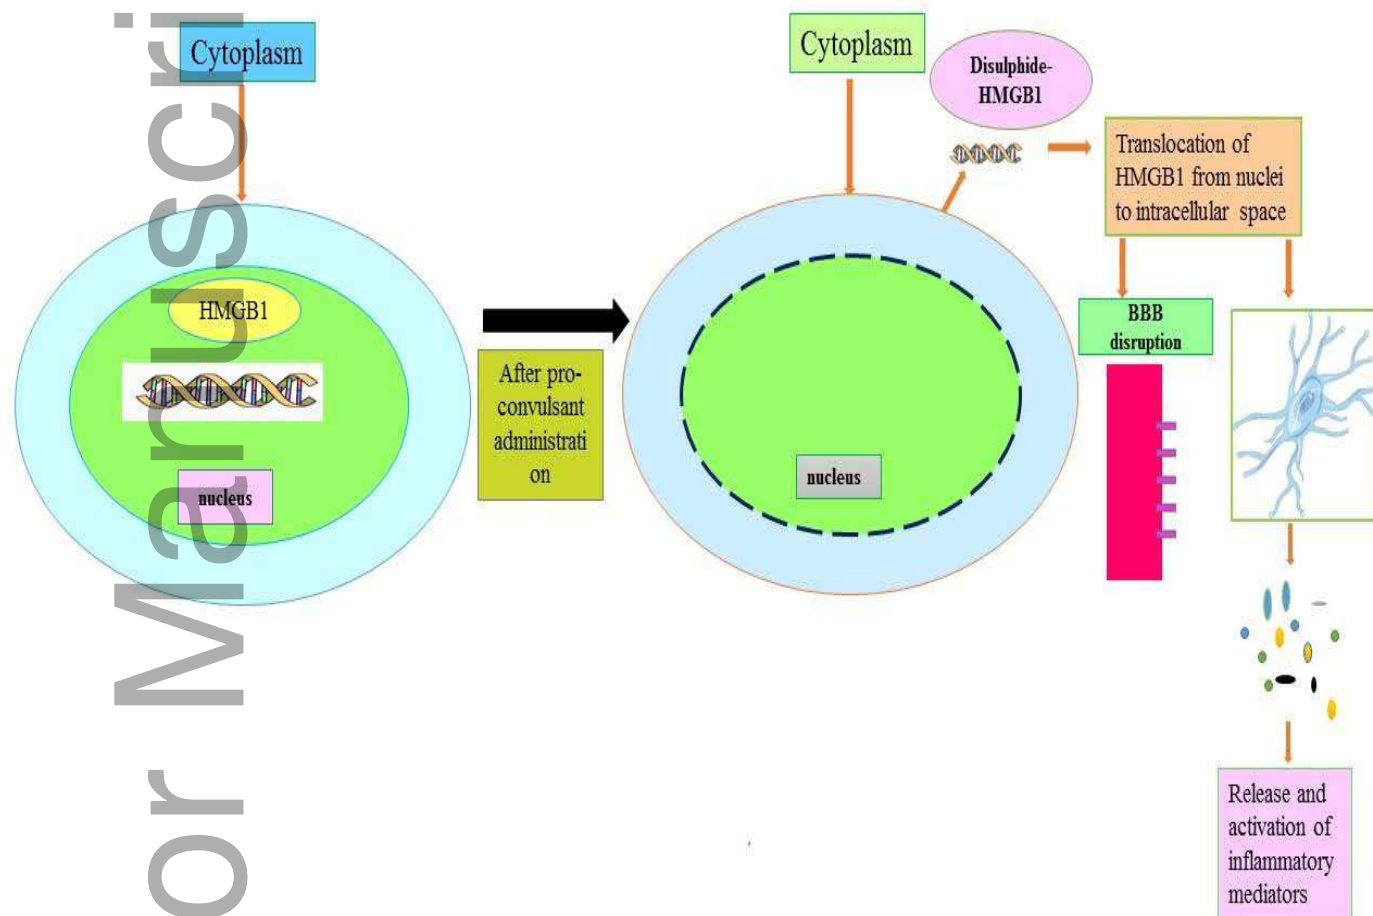 or Manuscri
Cytoplasm
HMGB1
nucleus
After pro-
convulsant
administrati
on
Cytoplasm
nucleus
Disulphide-
HMGB1
Translocation of
HMGB1 from nuclei
to intracellular space
BBB
disruption
Release and
activation of
inflammatory
mediators